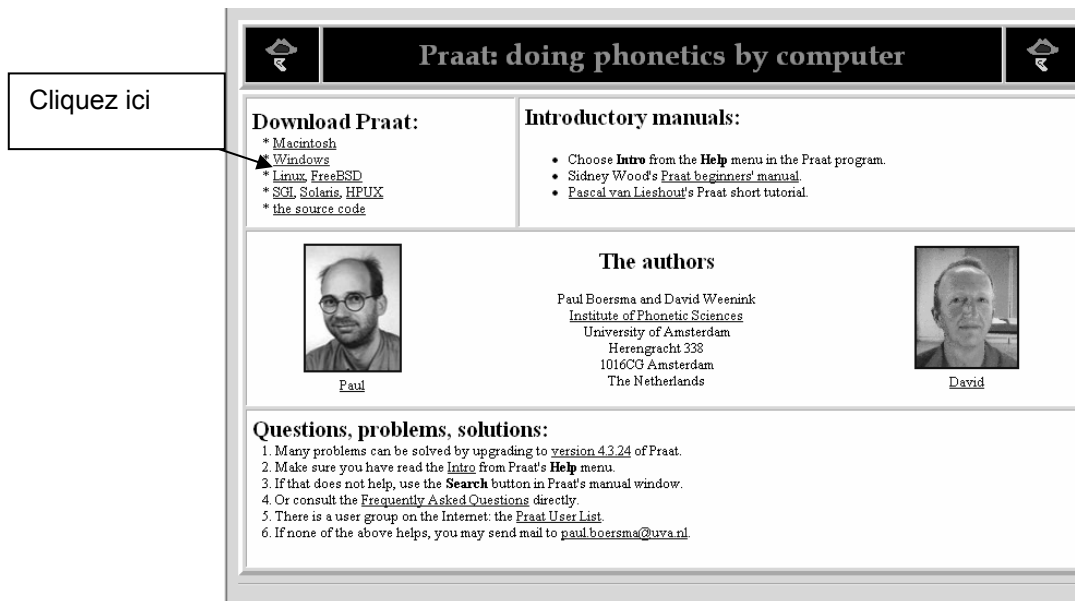 Praat: doing phonetics by computer
Cliquez ici
Download Praat:
* Macintosh
* Windows
* Linux, FreeBSD
* SGI, Solaris, HPUX
* the source code
Introductory manuals:
• Choose Intro from the Help menu in the Praat program.
• Sidney Wood's Praat beginners' manual.
• Pascal van Lieshout's Praat short tutorial.
Paul
The authors
Paul Boersma and David Weenink
Institute of Phonetic Sciences
University of Amsterdam
Herengracht 338
1016CG Amsterdam
The Netherlands
David
Questions, problems, solutions:
1. Many problems can be solved by upgrading to version 4.3.24 of Praat.
2. Make sure you have read the Intro from Praat's Help menu.
3. If that does not help, use the Search button in Praat's manual window.
4. Or consult the Frequently Asked Questions directly.
5. There is a user group on the Internet: the Praat User List.
6. If none of the above helps, you may send mail to paul.boersma@uva.nl.